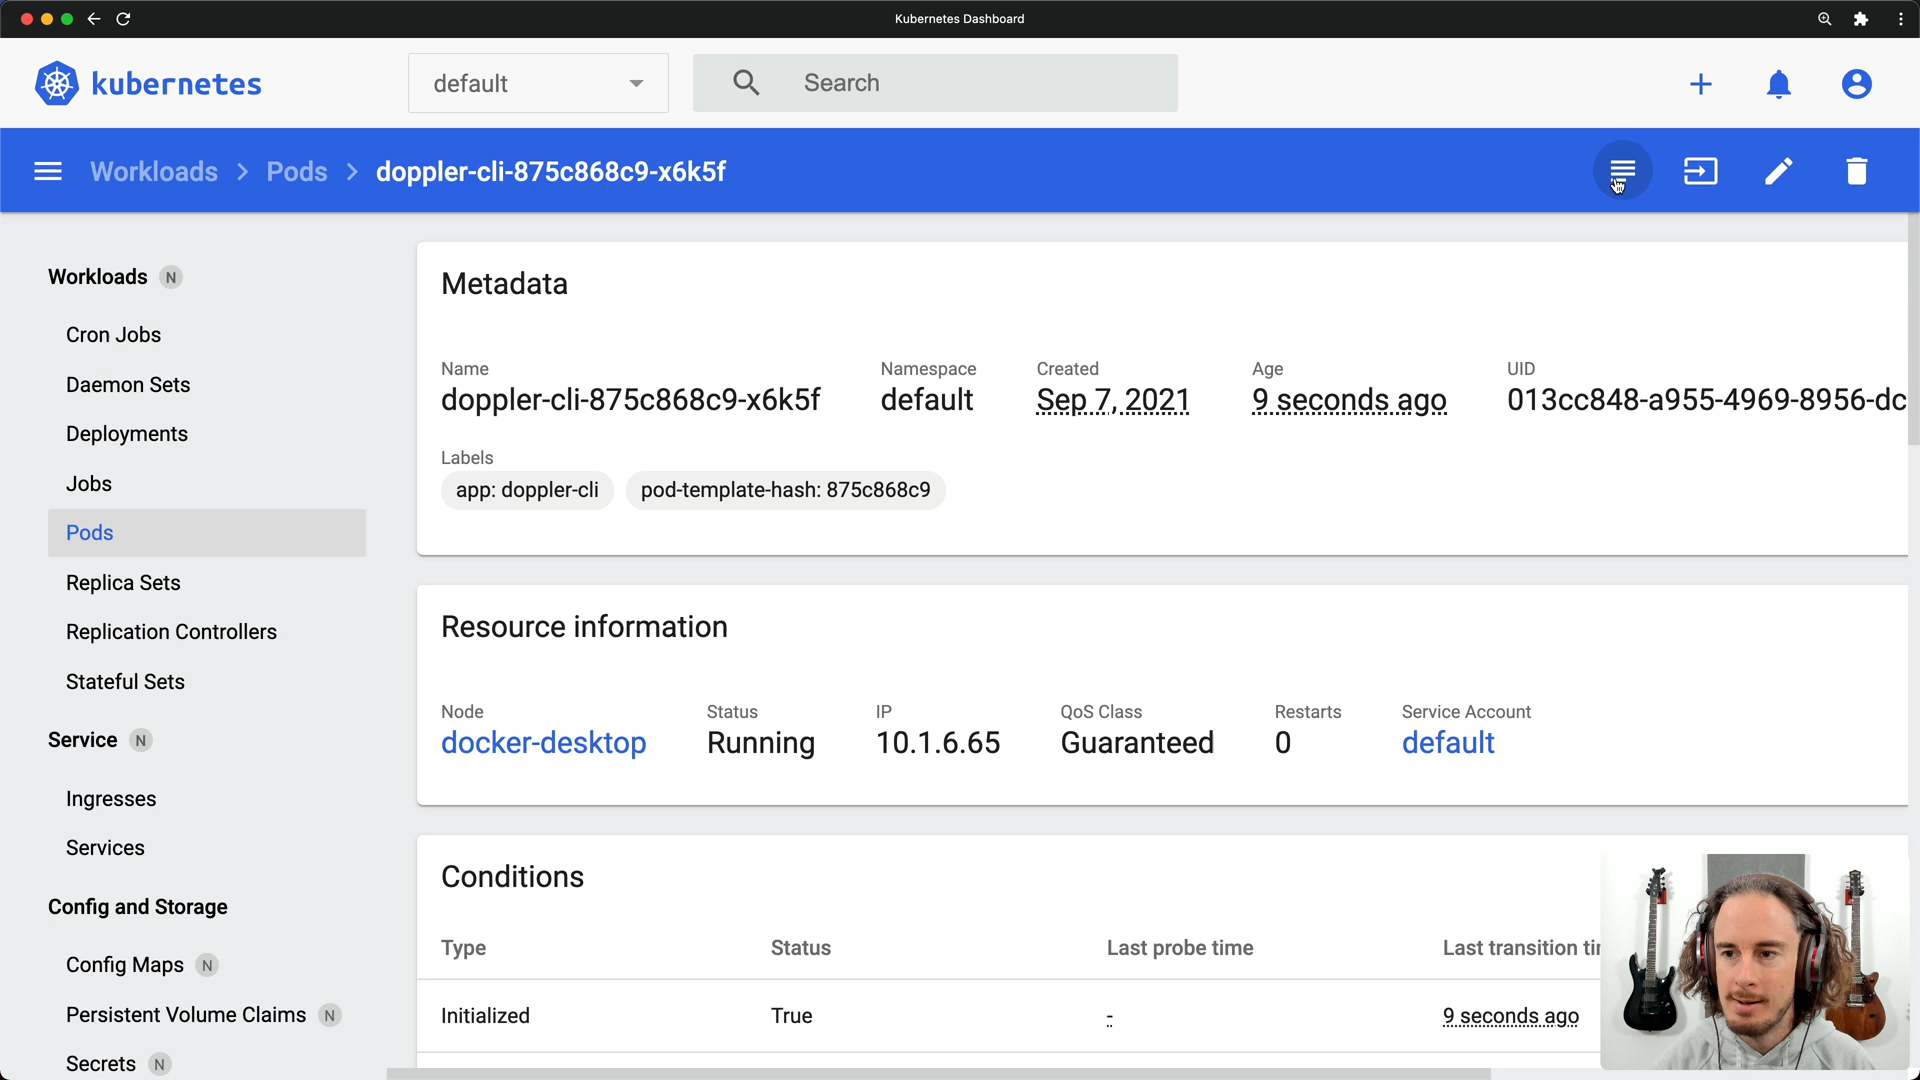 Kubernetes Dashboard
kubernetes
default
Search
Workloads > Pods > doppler-cli-875c868c9-x6k5f
Workloads N
Cron Jobs
Daemon Sets
Deployments
Jobs
Pods
Replica Sets
Replication Controllers
Stateful Sets
Service N
Ingresses
Services
Config and Storage
Config Maps N
Persistent Volume Claims N
Secrets N
Metadata
Name Namespace Created Age UID
doppler-cli-875c868c9-x6k5f default Sep 7, 2021 9 seconds ago 013cc848-a955-4969-8956-dc
Labels
app: doppler-cli pod-template-hash: 875c868c9
Resource information
Node Status IP QoS Class Restarts Service Account
docker-desktop Running 10.1.6.65 Guaranteed 0 default
Conditions
Type Status Last probe time Last transition ti
Initialized True - 9 seconds ago